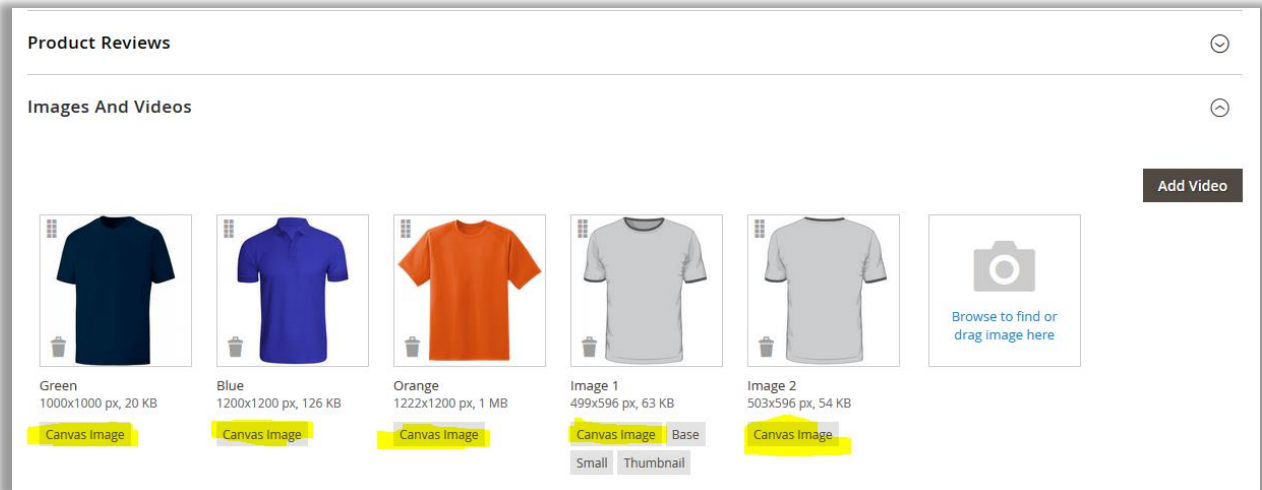 Product Reviews
Images And Videos
Add Video
Green
1000x1000 px, 20 KB
Canvas Image
Blue
1200x1200 px, 126 KB
Canvas Image
Orange
1222x1200 px, 1 MB
Canvas Image
Image 1
499x596 px, 63 KB
Canvas Image Base
Small Thumbnail
Image 2
503x596 px, 54 KB
Canvas Image
Browse to find or
drag image here